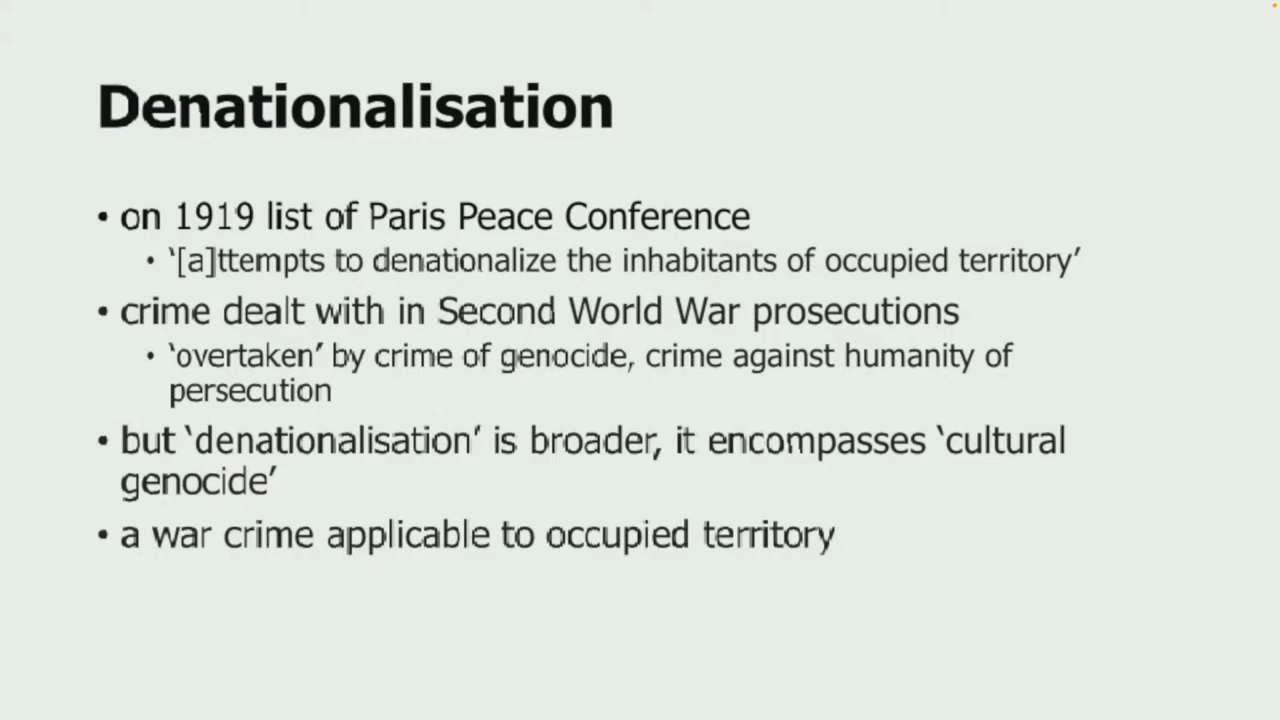 Denationalisation
• on 1919 list of Paris Peace Conference
• ‘[a]ttempts to denationalize the inhabitants of occupied territory’
• crime dealt with in Second World War prosecutions
• ‘overtaken’ by crime of genocide, crime against humanity of
persecution
• but ‘denationalisation’ is broader, it encompasses ‘cultural
genocide’
• a war crime applicable to occupied territory